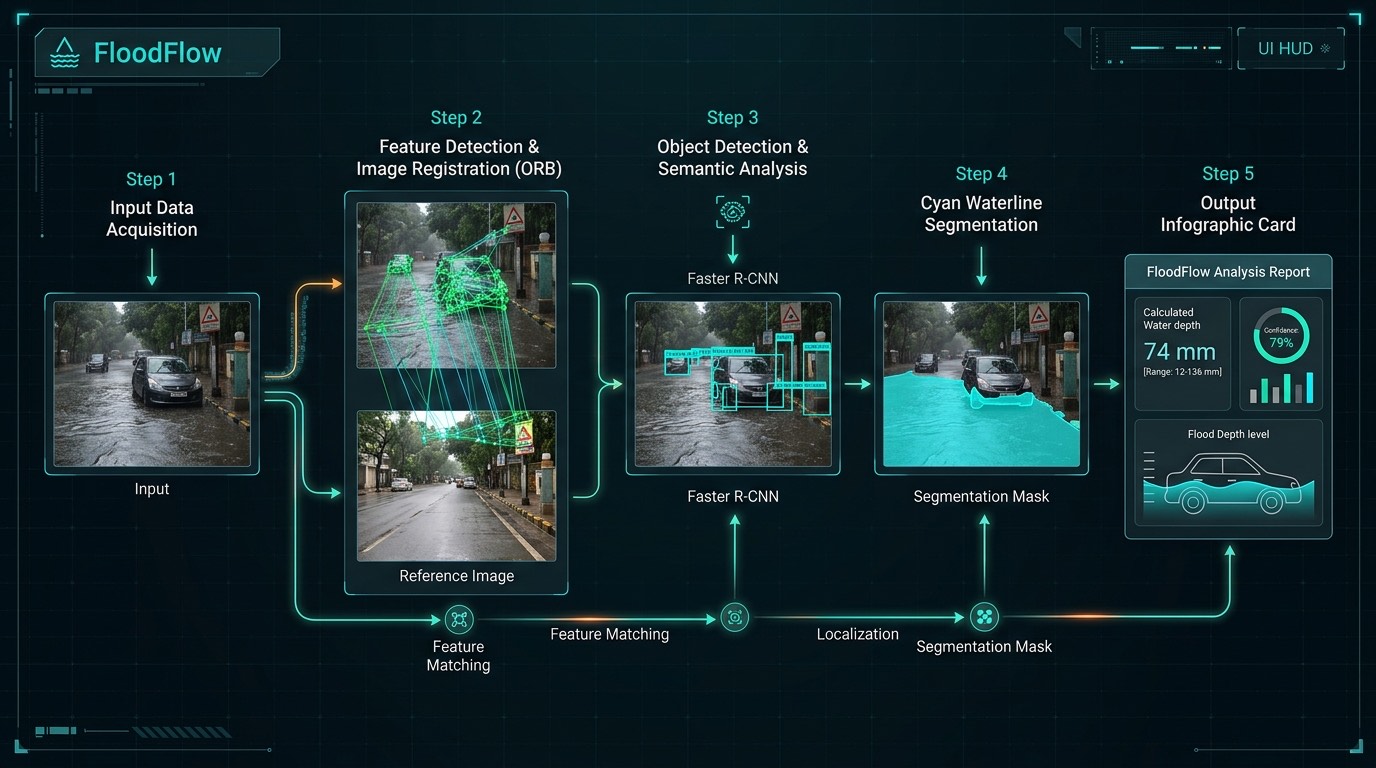 FloodFlow
UI HUD
Step 1
Input Data
Acquisition
Input
Step 2
Feature Detection &
Image Registration (ORB)
Reference Image
Step 3
Object Detection &
Semantic Analysis
Faster R-CNN
Faster R-CNN
Step 4
Cyan Waterline
Segmentation
Segmentation Mask
Step 5
Output
Infographic Card
FloodFlow Analysis Report
Calculated
Water depth
74 mm
[Range: 12-136 mm]
Confidence:
79%
Flood Depth level
Feature
Matching
Feature Matching
Localization
Segmentation Mask